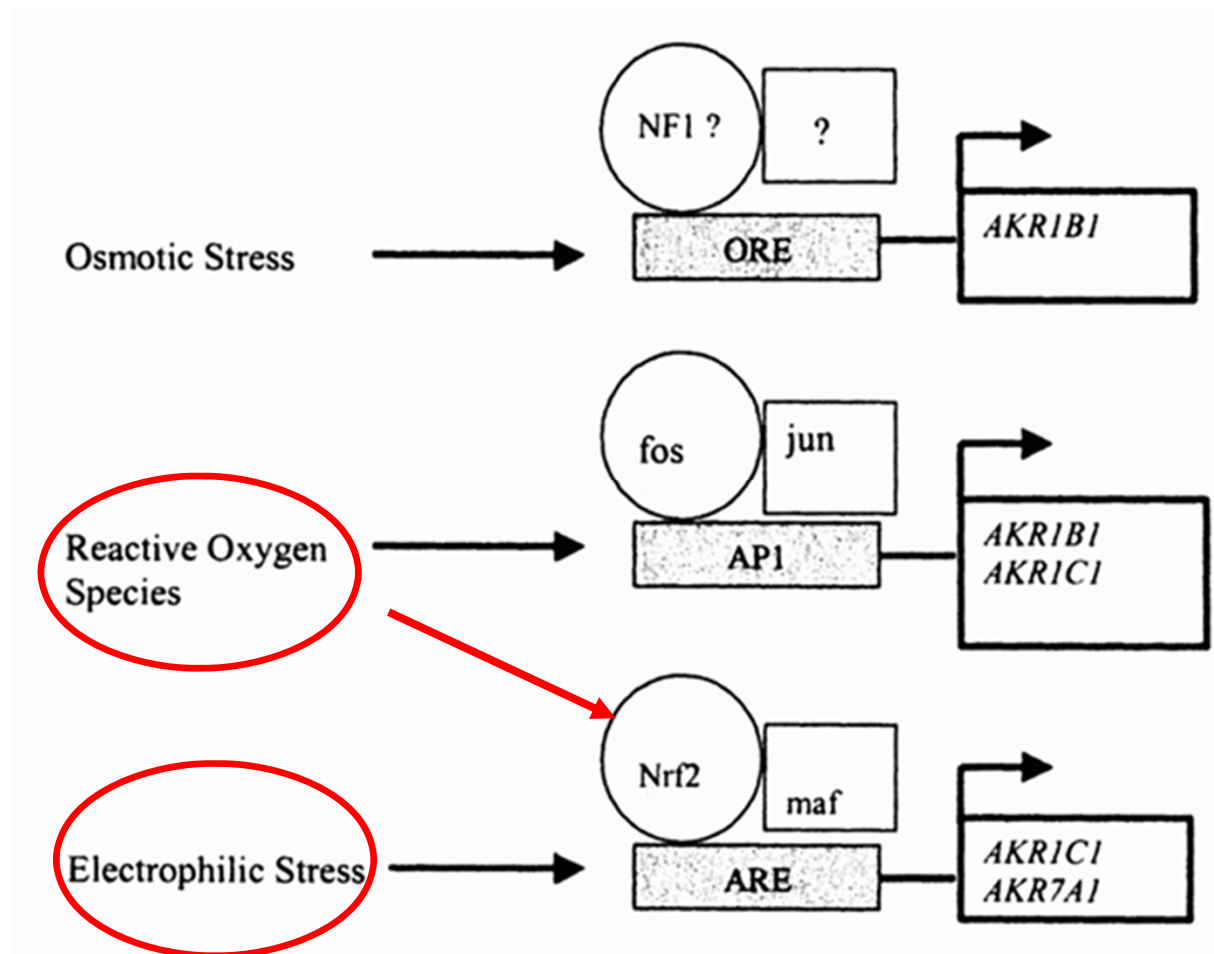 NF1 ?
?
Osmotic Stress
ORE
AKR1B1
fos
jun
Reactive Oxygen
Species
AP1
AKR1B1
AKR1C1
Nrf2
maf
Electrophilic Stress
ARE
AKR1C1
AKR7A1